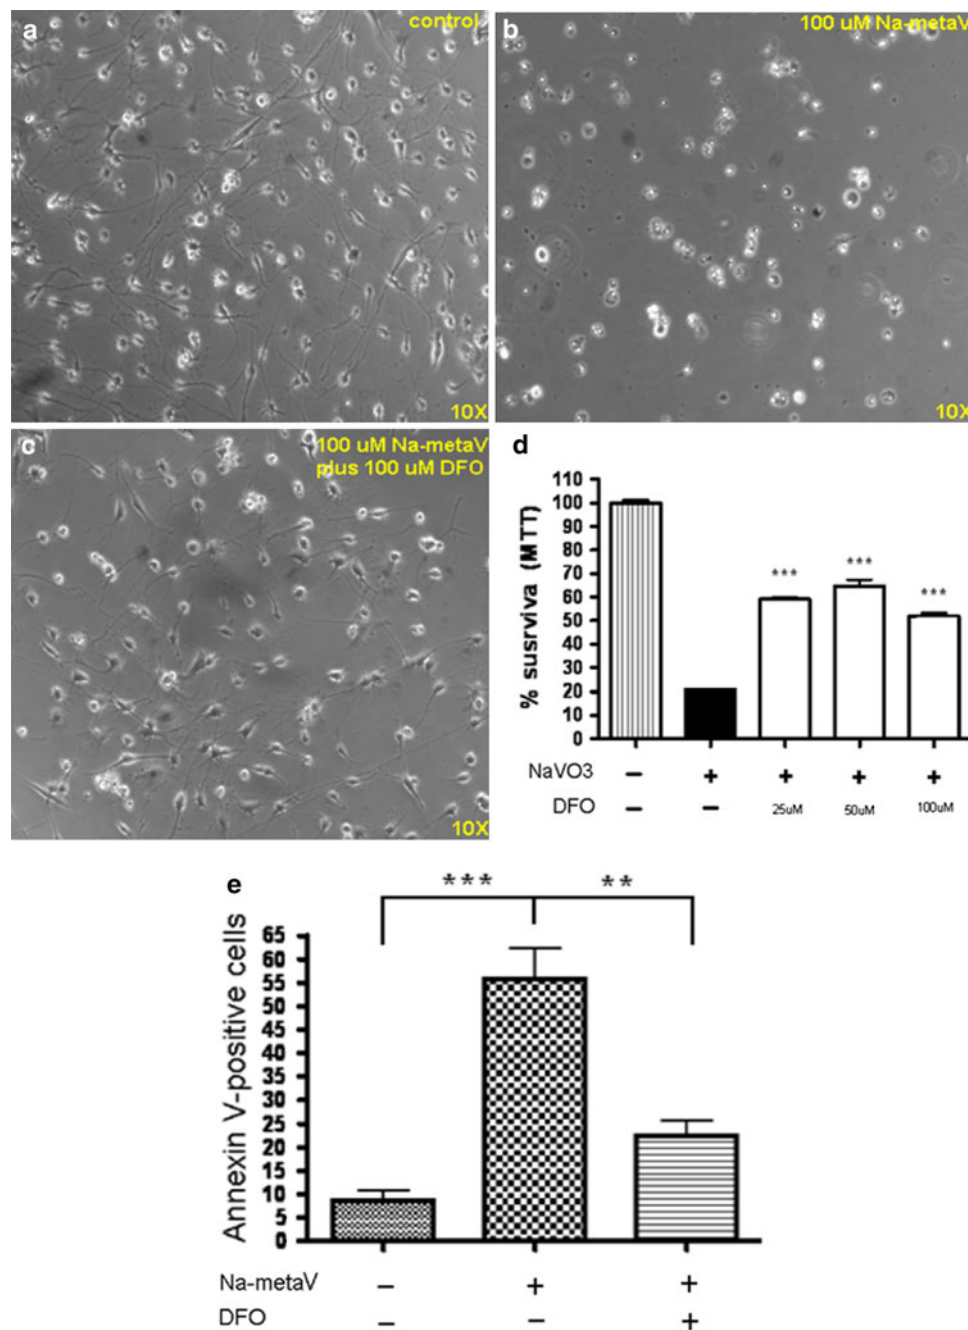 a
control
10X
b
100 uM Na-metaV
10X
c
100 uM Na-metaV
plus 100 uM DFO
10X
d
% susrviva (MTT)
110
100
90
80
70
60
50
40
30
20
10
0
***
***
***
NaVO3 − + + + +
DFO − − 25uM 50uM 100uM
e
*** **
Annexin V-positive cells
65
60
55
50
45
40
35
30
25
20
15
10
5
0
Na-metaV − + +
DFO − − +